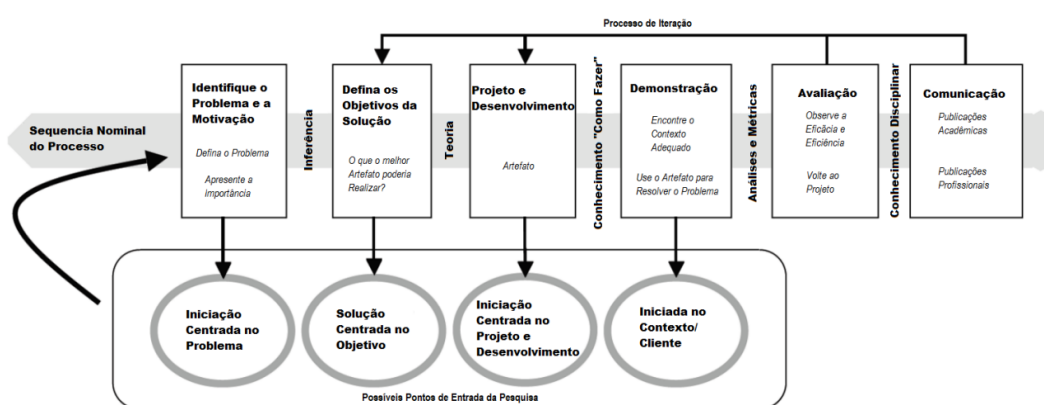 Processo de Iteração
Sequencia Nominal
do Processo
Identifique o
Problema e a
Motivação
Defina o Problema
Apresente a
Importância
Inferência
Defina os
Objetivos da
Solução
O que o melhor
Artefato poderia
Realizar?
Teoria
Projeto e
Desenvolvimento
Artefato
Conhecimento "Como Fazer"
Demonstração
Encontre o
Contexto
Adequado
Use o Artefato para
Resolver o Problema
Análises e Métricas
Avaliação
Observe a
Eficácia e
Eficiência
Volte ao
Projeto
Conhecimento Disciplinar
Comunicação
Publicações
Acadêmicas
Publicações
Profissionais
Iniciação
Centrada no
Problema
Solução
Centrada no
Objetivo
Iniciação
Centrada no
Projeto e
Desenvolvimento
Iniciada no
Contexto/
Cliente
Possíveis Pontos de Entrada da Pesquisa